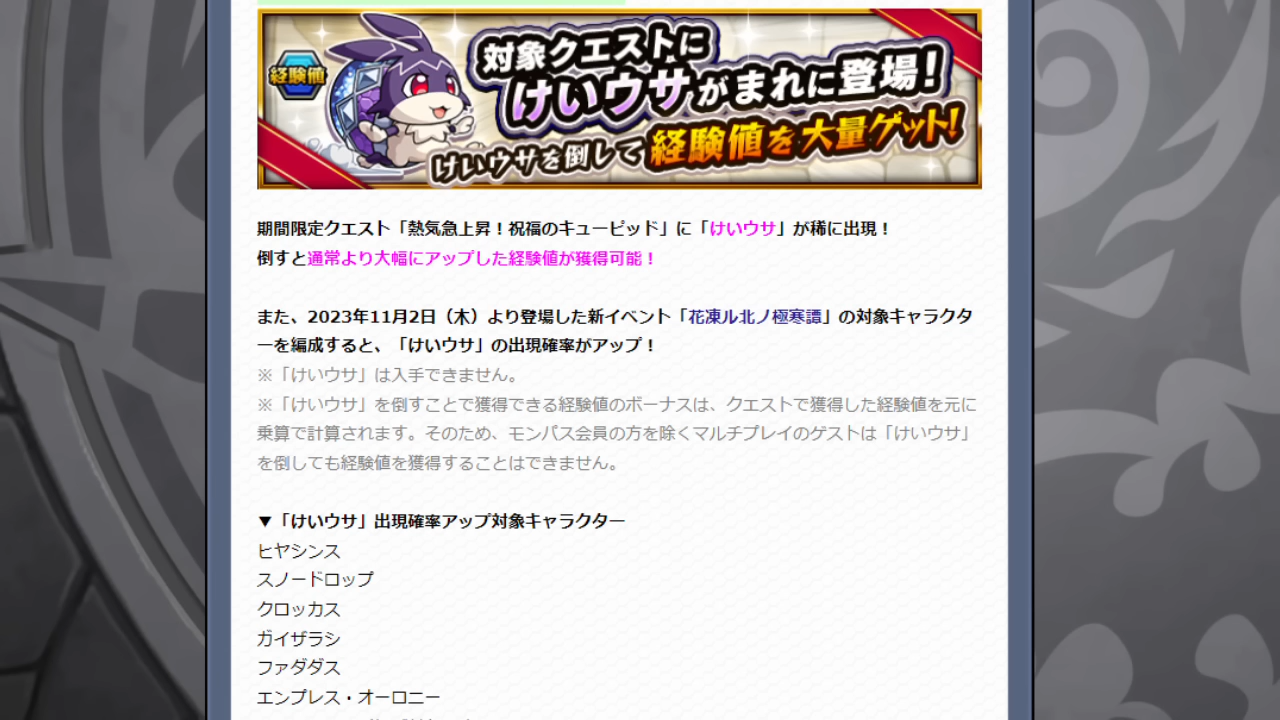 経験値
対象クエストに
けいウサがまれに登場!
けいウサを倒して経験値を大量ゲット!
期間限定クエスト「熱気急上昇！祝福のキューピッド」に「けいウサ」が稀に出現！
倒すと通常より大幅にアップした経験値が獲得可能！
また、2023年11月2日（木）より登場した新イベント「花凍ル北ノ極寒譚」の対象キャラクタ
ーを編成すると、「けいウサ」の出現確率がアップ！
※「けいウサ」は入手できません。
※「けいウサ」を倒すことで獲得できる経験値のボーナスは、クエストで獲得した経験値を元に
乗算で計算されます。そのため、モンパス会員の方を除くマルチプレイのゲストは「けいウサ」
を倒しても経験値を獲得することはできません。
▼「けいウサ」出現確率アップ対象キャラクター
ヒヤシンス
スノードロップ
クロッカス
ガイザラシ
ファダダス
エンプレス・オーロニー